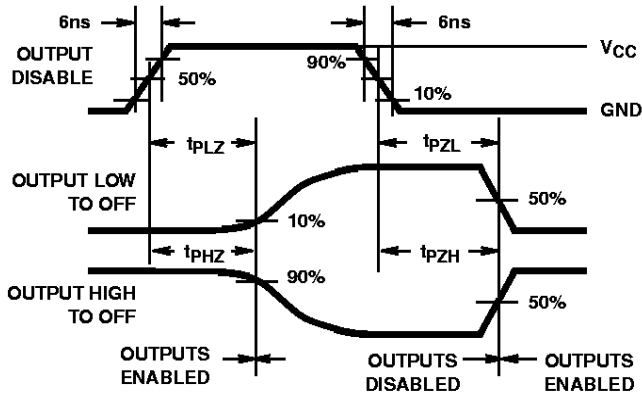 6ns 6ns
OUTPUT
DISABLE
90%
50%
VCC
10%
GND
tPLZ tPZL
OUTPUT LOW
TO OFF
10%
50%
tPHZ tPZH
90%
OUTPUT HIGH
TO OFF
50%
OUTPUTS
ENABLED
OUTPUTS
DISABLED
OUTPUTS
ENABLED